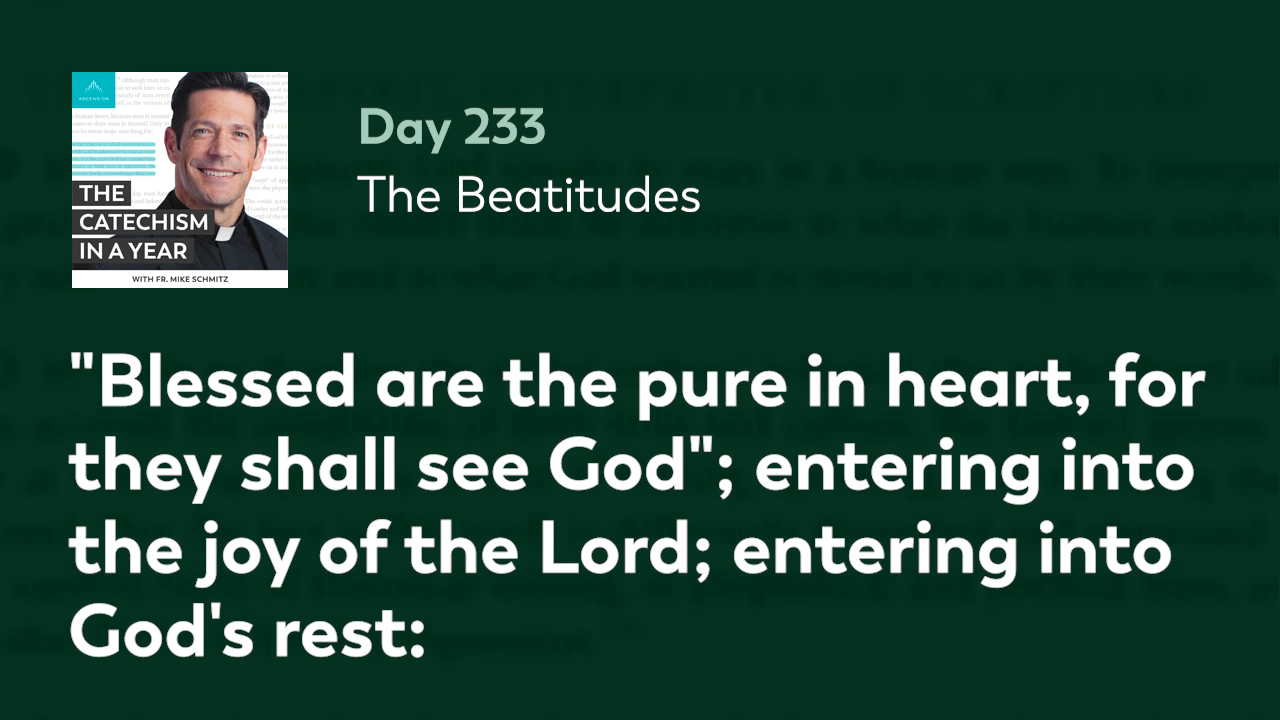 ASCENSION
THE
CATECHISM
IN A YEAR
WITH FR. MIKE SCHMITZ
Day 233
The Beatitudes
"Blessed are the pure in heart, for
they shall see God"; entering into
the joy of the Lord; entering into
God's rest: